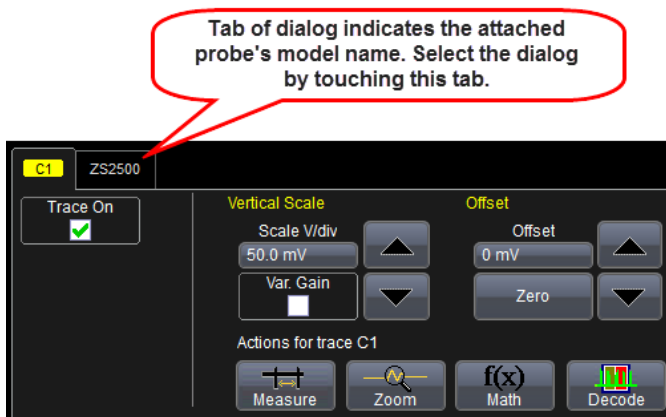 Tab of dialog indicates the attached
probe's model name. Select the dialog
by touching this tab.
C1 ZS2500
Trace On
Vertical Scale
Scale V/div
50.0 mV
Var. Gain
Offset
Offset
0 mV
Zero
Actions for trace C1
Measure
Zoom
f(x)
Math
Decode